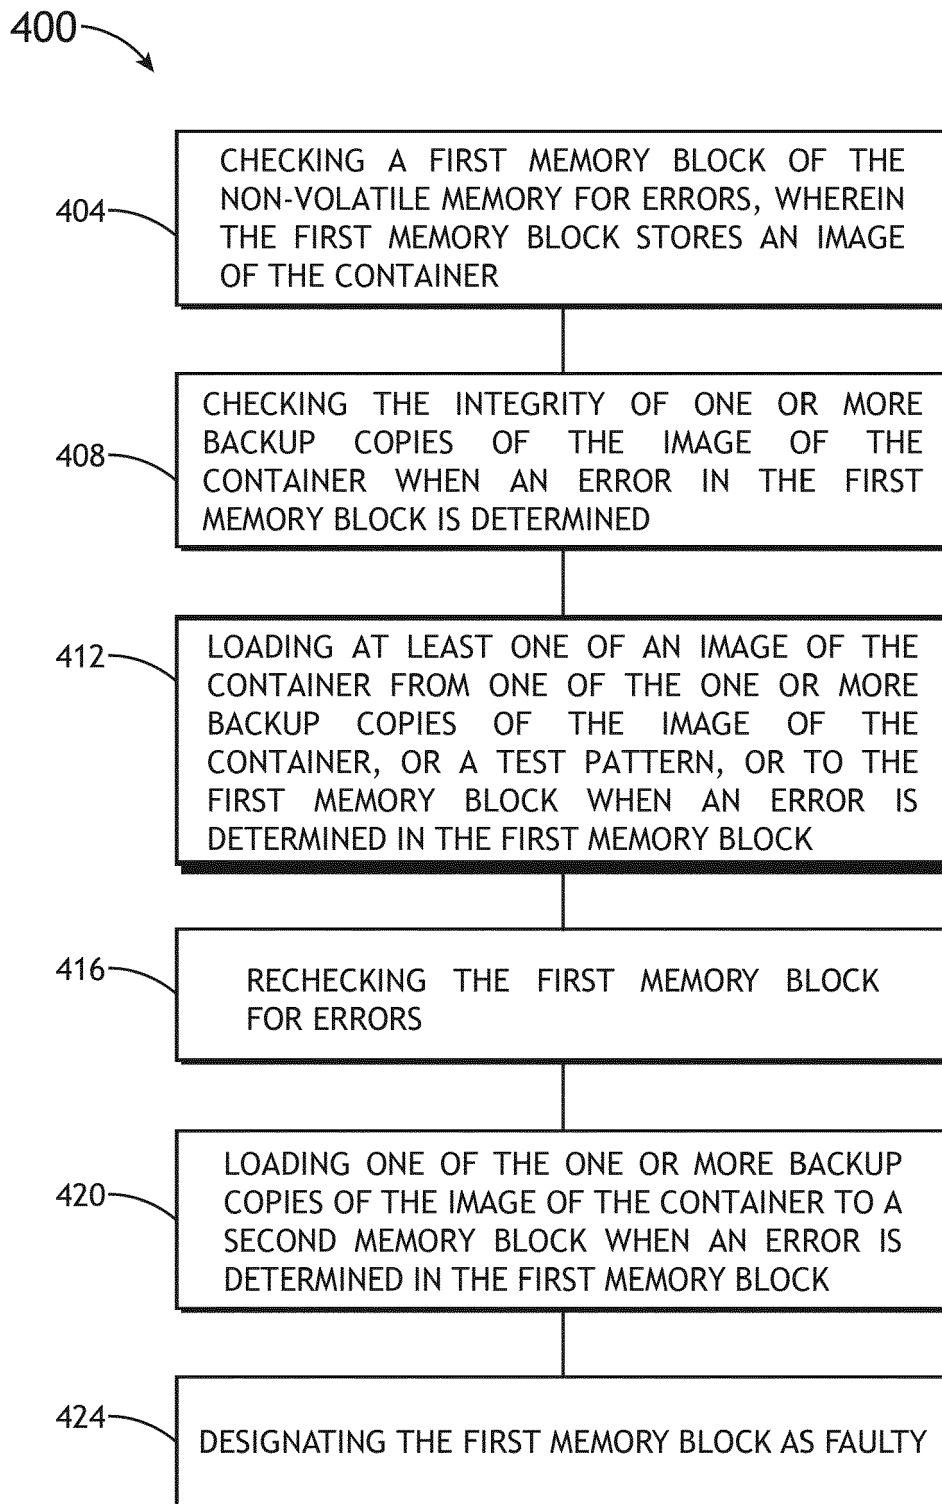 400
404
CHECKING A FIRST MEMORY BLOCK OF THE
NON-VOLATILE MEMORY FOR ERRORS, WHEREIN
THE FIRST MEMORY BLOCK STORES AN IMAGE
OF THE CONTAINER
408
CHECKING THE INTEGRITY OF ONE OR MORE
BACKUP COPIES OF THE IMAGE OF THE
CONTAINER WHEN AN ERROR IN THE FIRST
MEMORY BLOCK IS DETERMINED
412
LOADING AT LEAST ONE OF AN IMAGE OF THE
CONTAINER FROM ONE OF THE ONE OR MORE
BACKUP COPIES OF THE IMAGE OF THE
CONTAINER, OR A TEST PATTERN, OR TO THE
FIRST MEMORY BLOCK WHEN AN ERROR IS
DETERMINED IN THE FIRST MEMORY BLOCK
416
RECHECKING THE FIRST MEMORY BLOCK
FOR ERRORS
420
LOADING ONE OF THE ONE OR MORE BACKUP
COPIES OF THE IMAGE OF THE CONTAINER TO A
SECOND MEMORY BLOCK WHEN AN ERROR IS
DETERMINED IN THE FIRST MEMORY BLOCK
424
DESIGNATING THE FIRST MEMORY BLOCK AS FAULTY